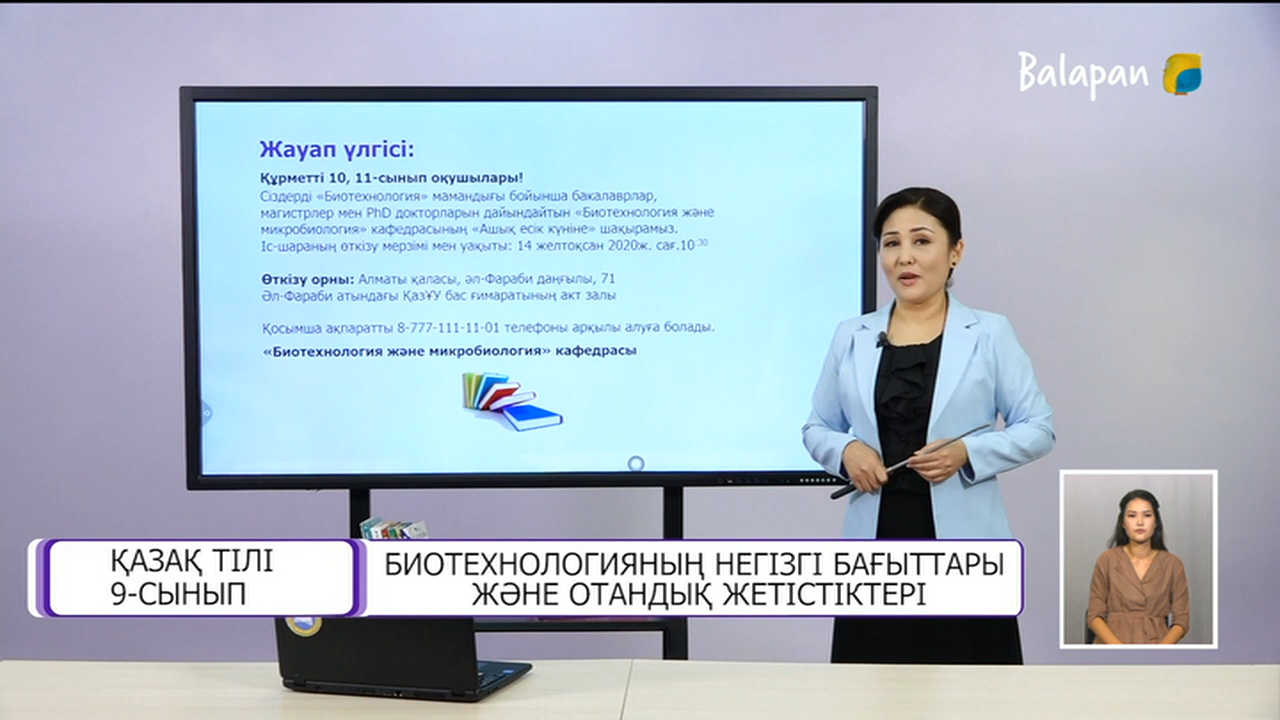 Balapan
Жауап үлгісі:
Құрметті 10, 11-сынып оқушылары!
Сіздерді «Биотехнология» мамандығы бойынша бакалаврлар,
магистрлер мен PhD докторларын дайындайтын «Биотехнология және
микробиология» кафедрасының «Ашық есік күніне» шақырамыз.
Іс-шараның өткізу мерзімі мен уақыты: 14 желтоқсан 2020ж. сағ.10:30
Өткізу орны: Алматы қаласы, әл-Фараби даңғылы, 71
Әл-Фараби атындағы ҚазҰУ бас ғимаратының акт залы
Қосымша ақпаратты 8-777-111-11-01 телефоны арқылы алуға болады.
«Биотехнология және микробиология» кафедрасы
ҚАЗАҚ ТІЛІ
9-СЫНЫП
БИОТЕХНОЛОГИЯНЫҢ НЕГІЗГІ БАҒЫТТАРЫ
ЖӘНЕ ОТАНДЫҚ ЖЕТІСТІКТЕРІ